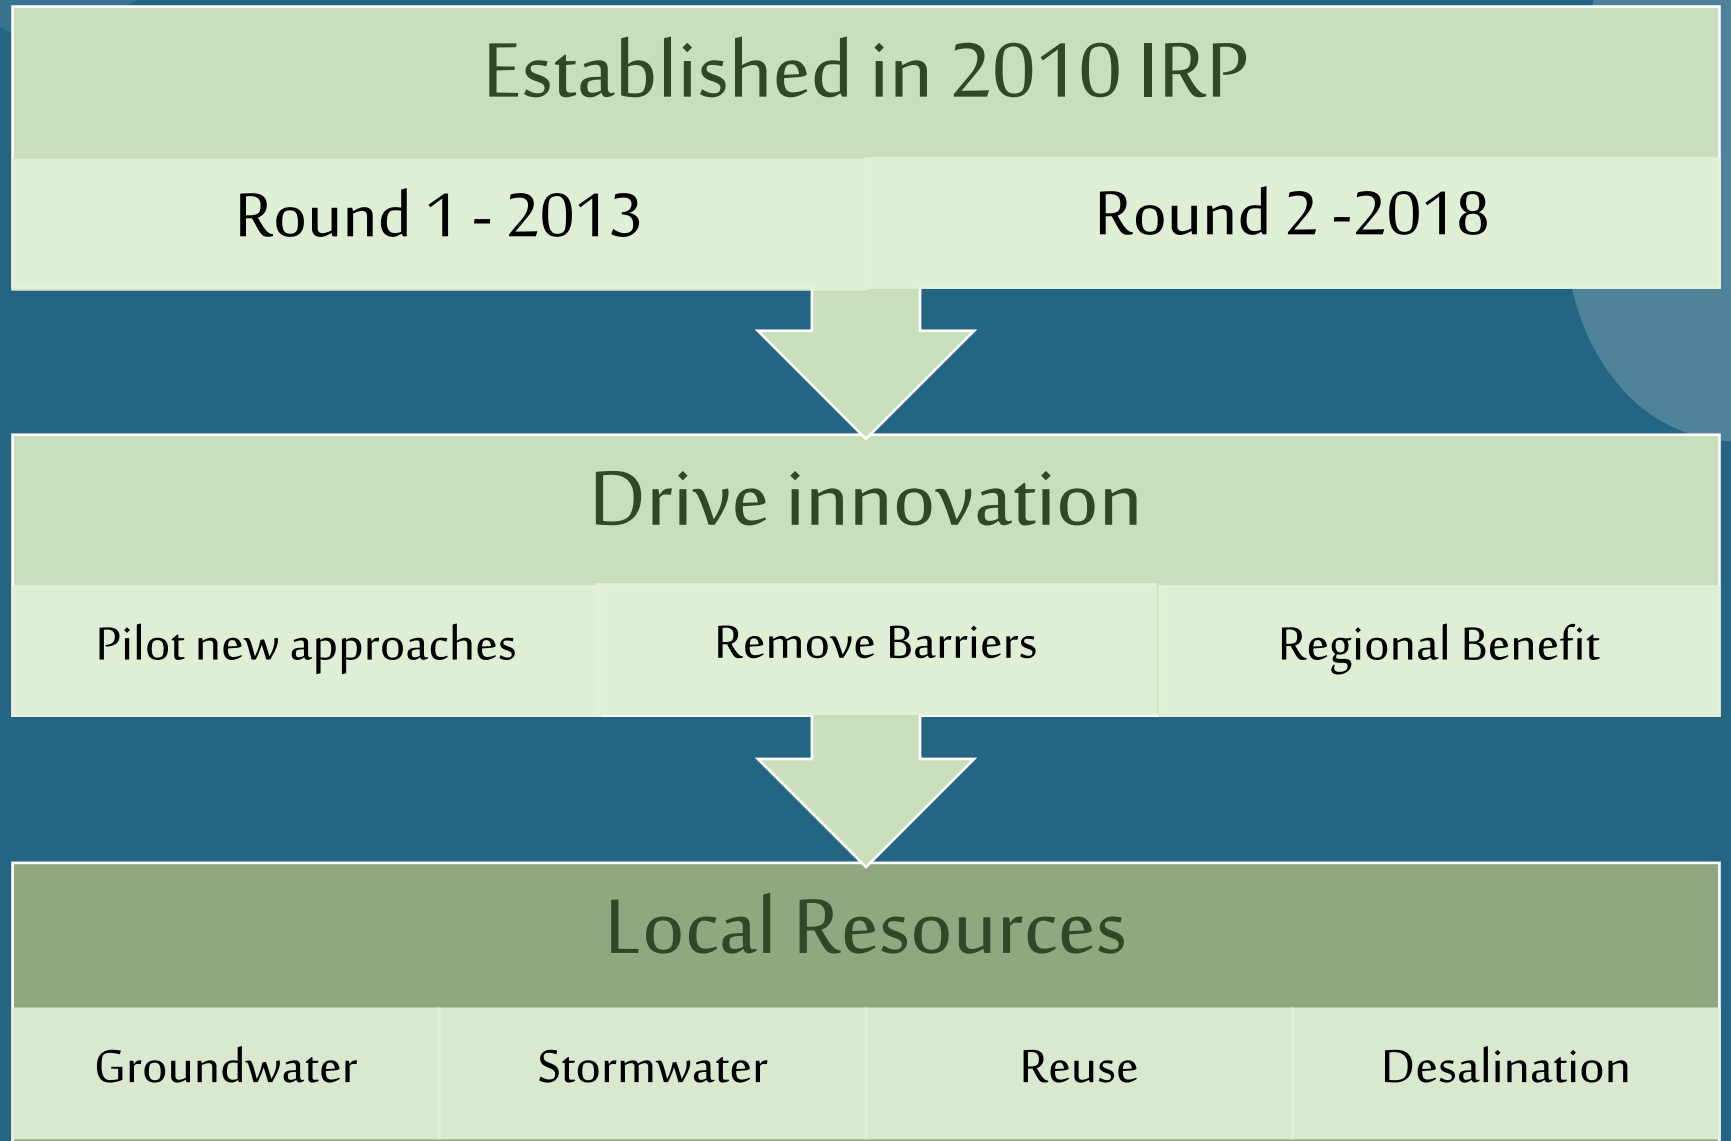 Established in 2010 IRP
Round 1 - 2013
Round 2 -2018
Drive innovation
Pilot new approaches
Remove Barriers
Regional Benefit
Local Resources
Groundwater
Stormwater
Reuse
Desalination